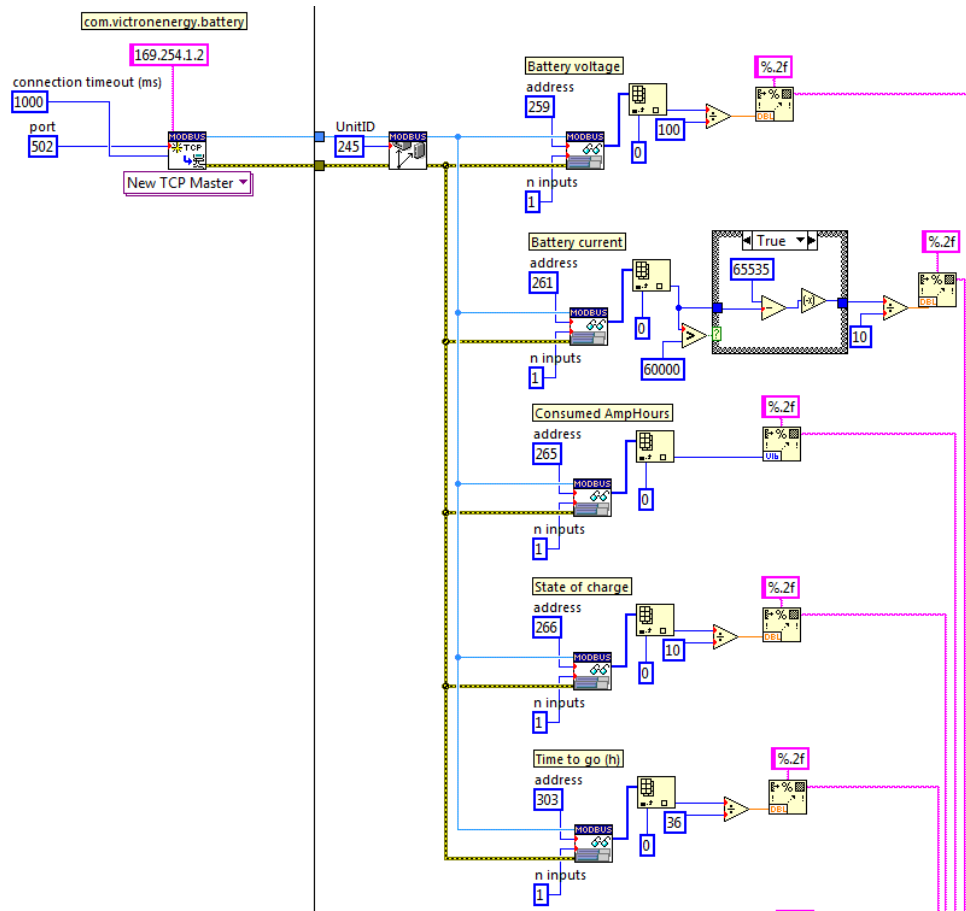 com.victronenergy.battery
169.254.1.2
connection timeout (ms)
1000
port
502
MODBUS
TCP
New TCP Master
UnitID
245
MODBUS
Battery voltage
address
259
MODBUS
n inputs
1
0
100
%.2f
%
DBL
Battery current
address
261
MODBUS
n inputs
1
0
60000
>
True
65535
-
(-x)
?
10
÷
%.2f
%
DBL
Consumed AmpHours
address
265
MODBUS
n inputs
1
0
%.2f
%
U16
State of charge
address
266
MODBUS
n inputs
1
0
10
÷
%.2f
%
DBL
Time to go (h)
address
303
MODBUS
n inputs
1
0
36
÷
%.2f
%
DBL